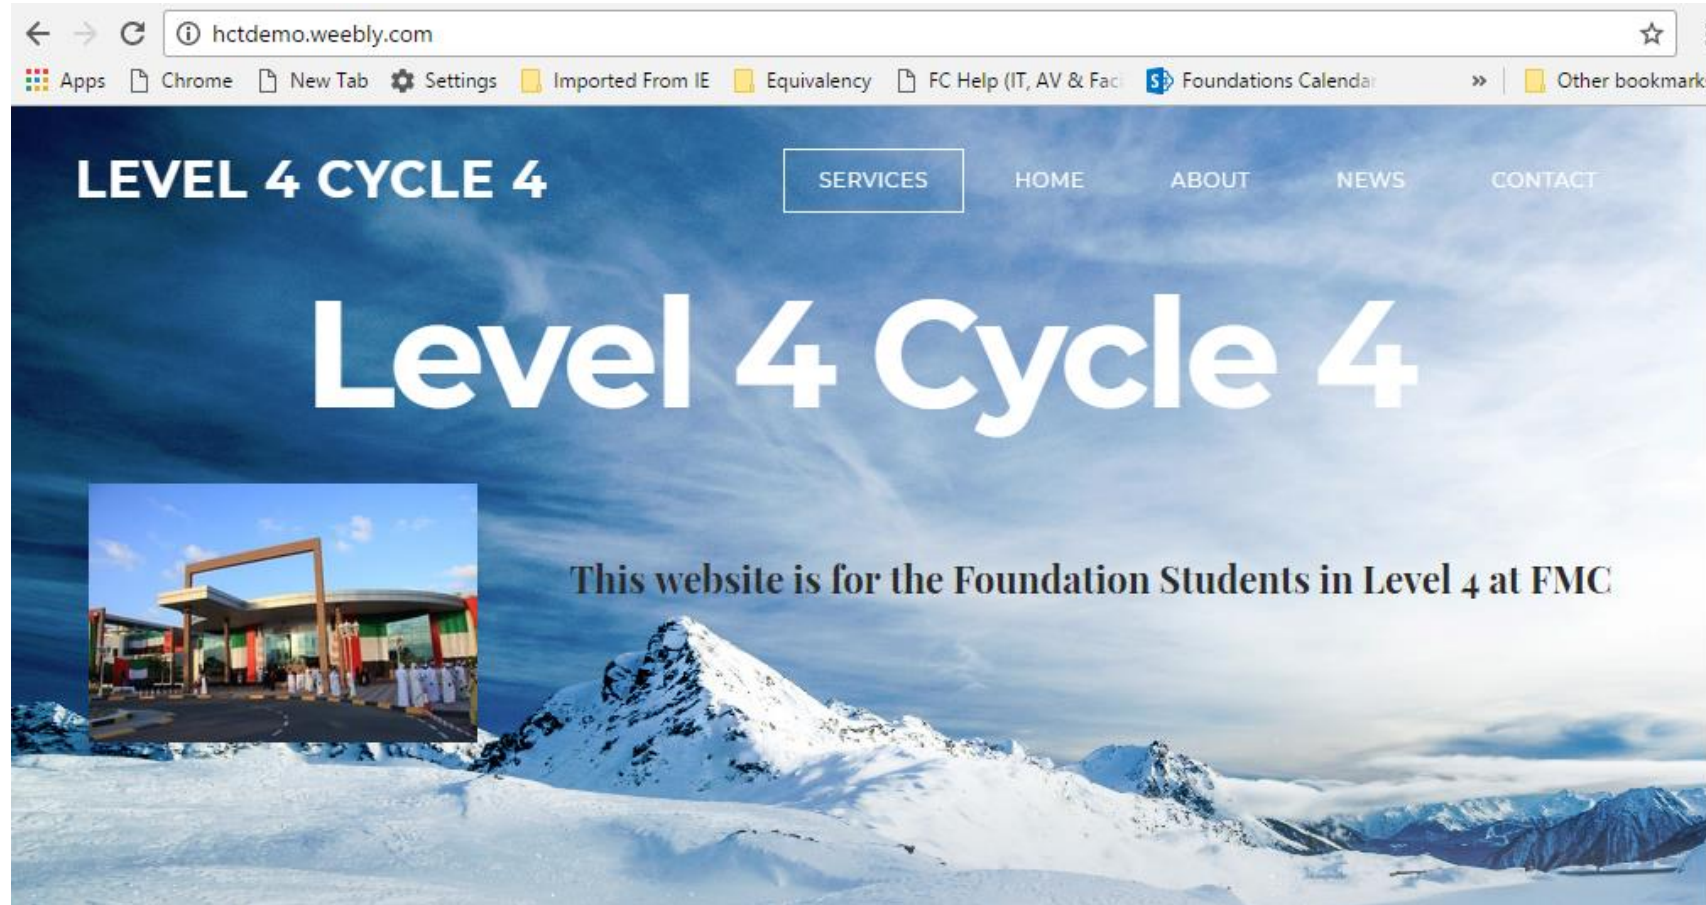 hctdemo.weebly.com
Apps Chrome New Tab Settings Imported From IE Equivalency FC Help (IT, AV & Faci Foundations Calendar » Other bookmark
LEVEL 4 CYCLE 4 SERVICES HOME ABOUT NEWS CONTACT
Level 4 Cycle 4
This website is for the Foundation Students in Level 4 at FMC